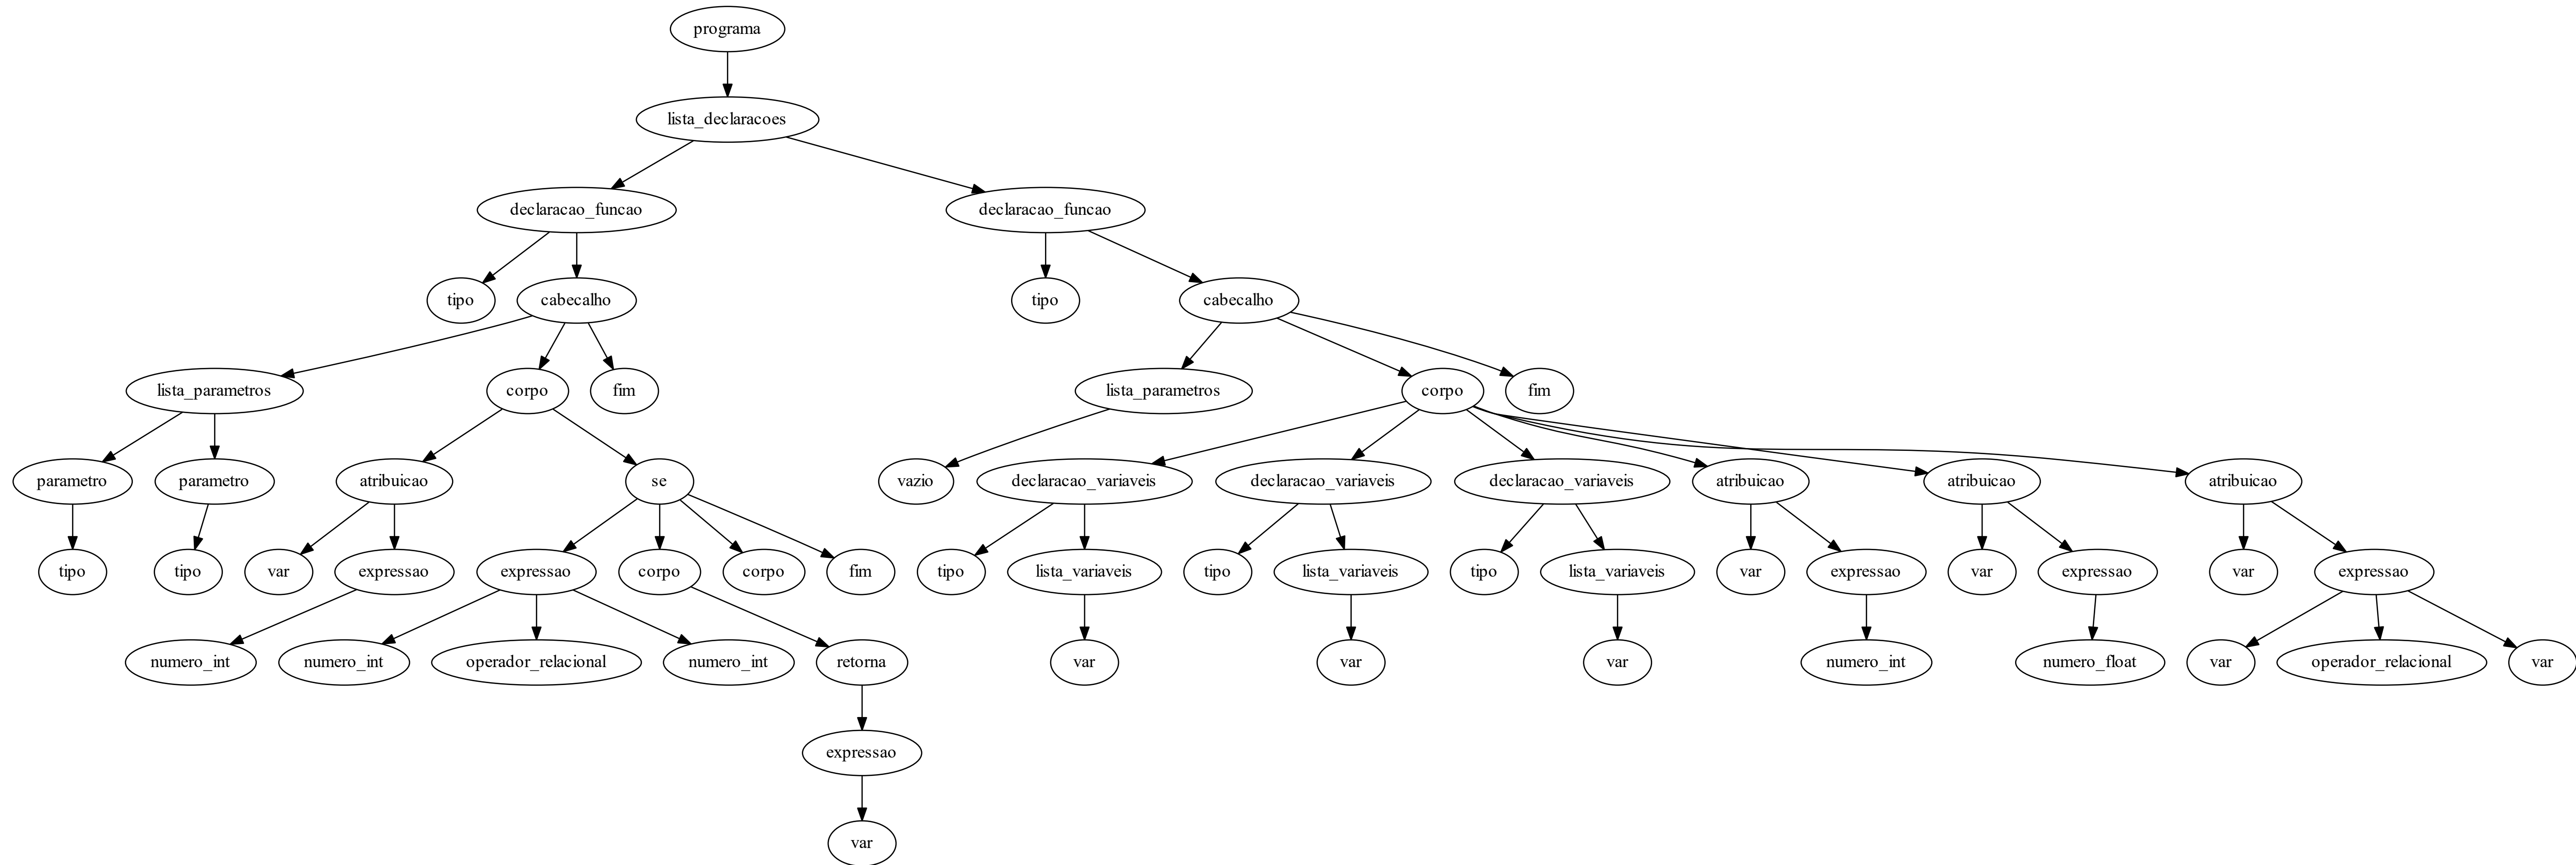 programa
lista_declaracoes
declaracao_funcao
declaracao_funcao
tipo
cabecalho
tipo
cabecalho
lista_parametros
corpo
fim
lista_parametros
corpo
fim
parametro
parametro
atribuicao
se
vazio
declaracao_variaveis
declaracao_variaveis
declaracao_variaveis
atribuicao
atribuicao
atribuicao
tipo
tipo
var
expressao
expressao
corpo
corpo
fim
tipo
lista_variaveis
tipo
lista_variaveis
tipo
lista_variaveis
var
expressao
var
expressao
var
expressao
numero_int
numero_int
operador_relacional
numero_int
retorna
var
var
var
numero_int
numero_float
var
operador_relacional
var
expressao
var